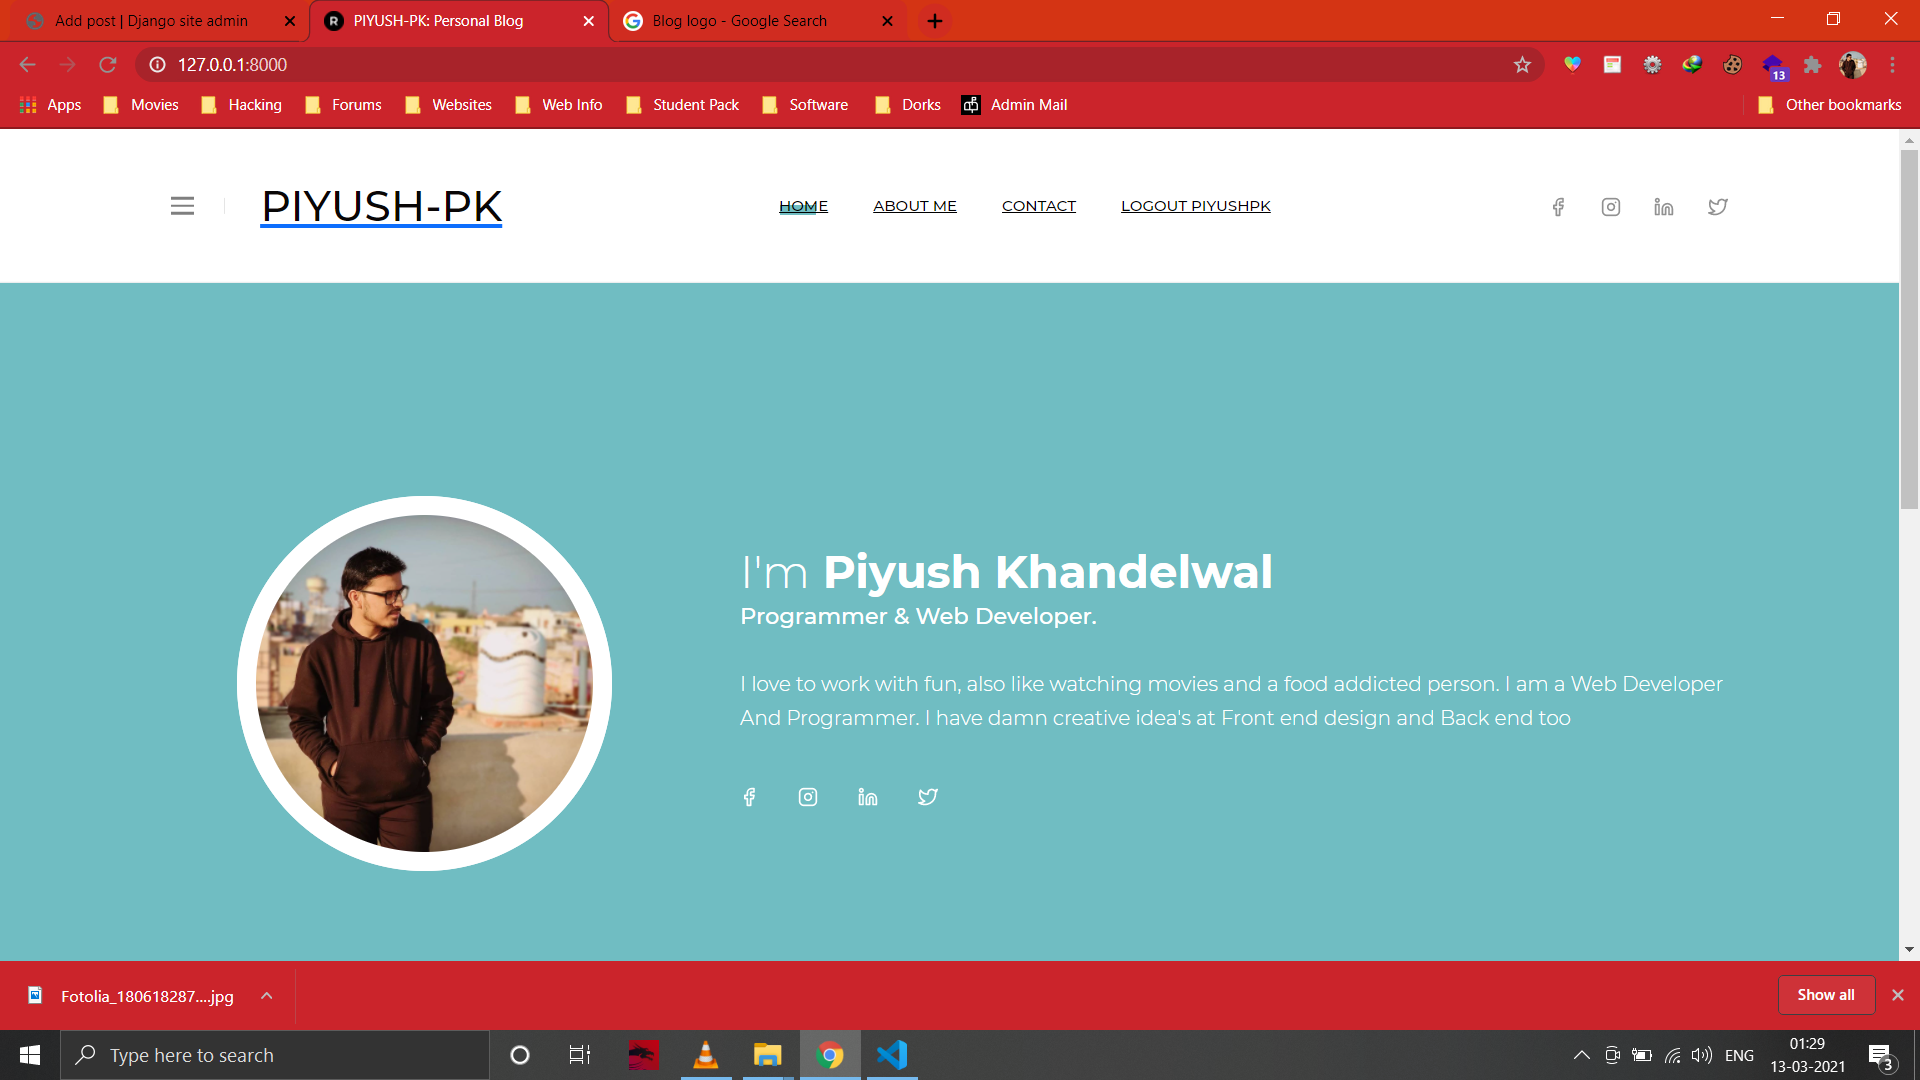 Add post | Django site admin
PIYUSH-PK: Personal Blog
Blog logo - Google Search
127.0.0.1:8000
13
Apps
Movies
Hacking
Forums
Websites
Web Info
Student Pack
Software
Dorks
Admin Mail
Other bookmarks
PIYUSH-PK
HOME
ABOUT ME
CONTACT
LOGOUT PIYUSHPK
I'm Piyush Khandelwal
Programmer & Web Developer.
I love to work with fun, also like watching movies and a food addicted person. I am a Web Developer
And Programmer. I have damn creative idea's at Front end design and Back end too
Fotolia_180618287....jpg
Show all
Type here to search
ENG
01:29
13-03-2021
3